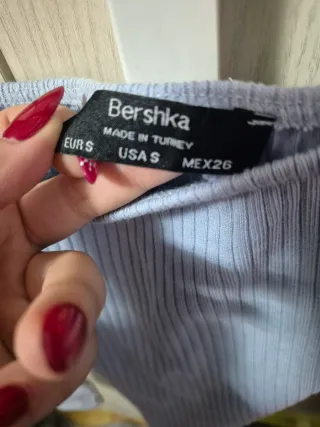 Bershka
MADE IN TURKEY
EUR S USA S MEX 26